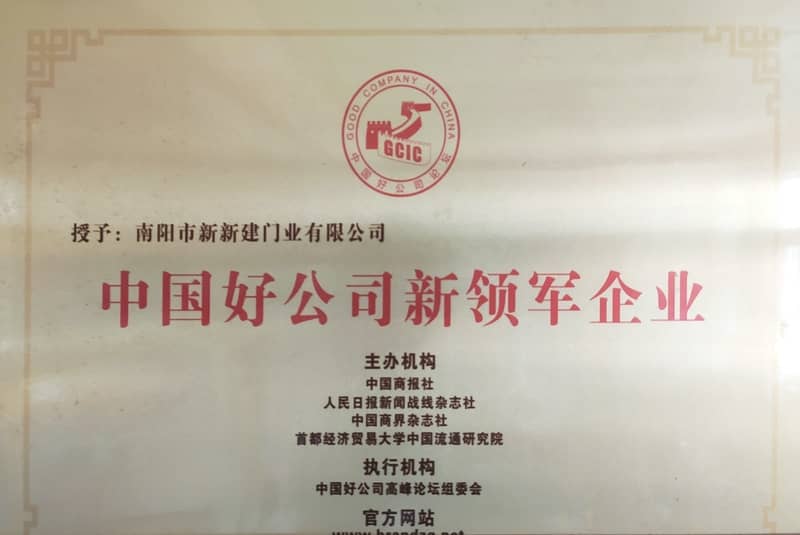 GOOD COMPANY IN CHINA
GCIC
中国好公司论坛
授予：南阳市新新建门业有限公司
中国好公司新领军企业
主办机构
中国商报社
人民日报新闻战线杂志社
中国商界杂志社
首都经济贸易大学中国流通研究院
执行机构
中国好公司高峰论坛组委会
官方网站